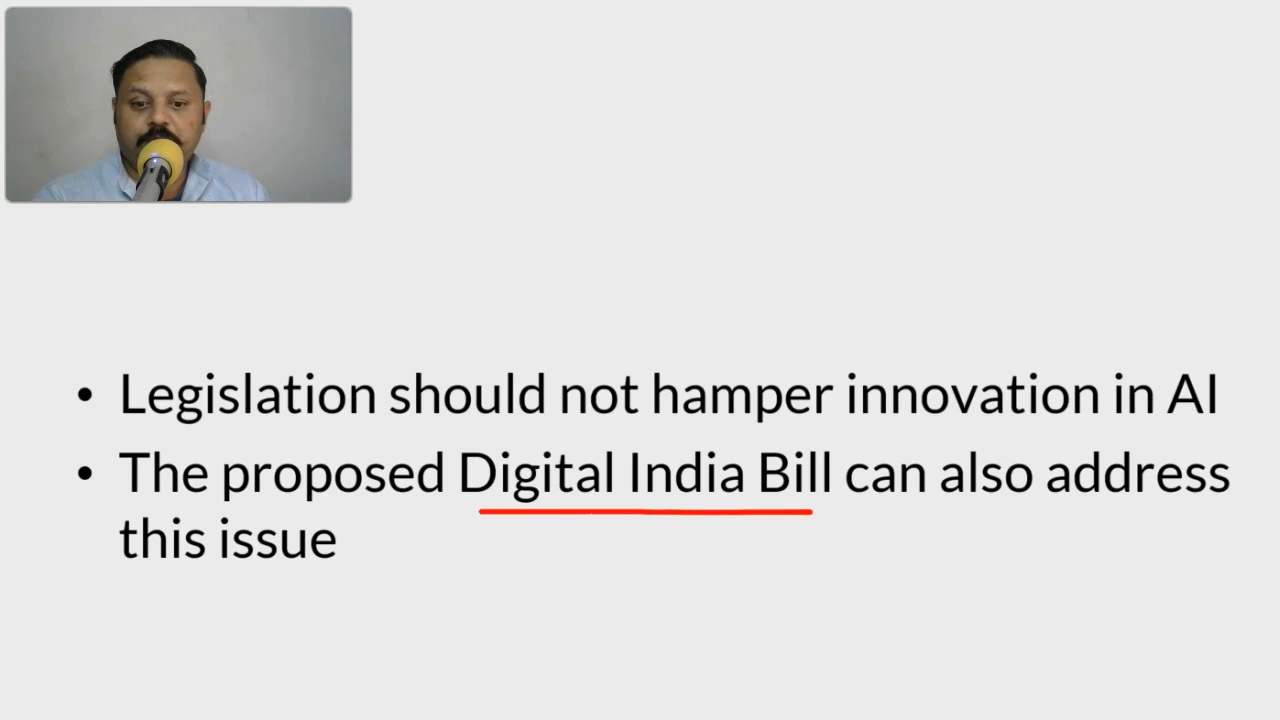 • Legislation should not hamper innovation in AI
• The proposed Digital India Bill can also address
this issue